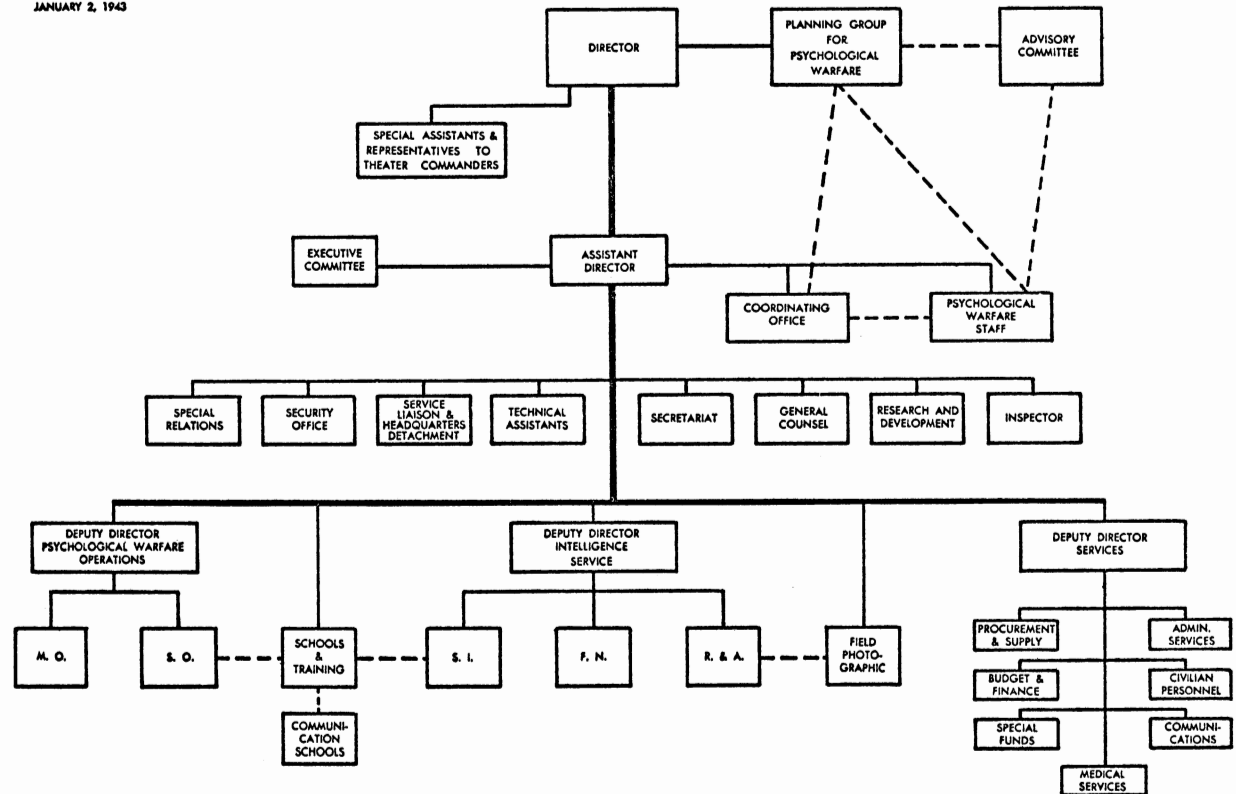 JANUARY 2, 1943
DIRECTOR
PLANNING GROUP
FOR
PSYCHOLOGICAL
WARFARE
ADVISORY
COMMITTEE
SPECIAL ASSISTANTS &
REPRESENTATIVES TO
THEATER COMMANDERS
EXECUTIVE
COMMITTEE
ASSISTANT
DIRECTOR
COORDINATING
OFFICE
PSYCHOLOGICAL
WARFARE
STAFF
SPECIAL
RELATIONS
SECURITY
OFFICE
SERVICE
LIAISON &
HEADQUARTERS
DETACHMENT
TECHNICAL
ASSISTANTS
SECRETARIAT
GENERAL
COUNSEL
RESEARCH AND
DEVELOPMENT
INSPECTOR
DEPUTY DIRECTOR
PSYCHOLOGICAL WARFARE
OPERATIONS
DEPUTY DIRECTOR
INTELLIGENCE
SERVICE
DEPUTY DIRECTOR
SERVICES
M. O.
S. O.
SCHOOLS
&
TRAINING
S. I.
F. N.
R. & A.
FIELD
PHOTO-
GRAPHIC
COMMUNI-
CATION
SCHOOLS
PROCUREMENT
& SUPPLY
ADMIN.
SERVICES
BUDGET &
FINANCE
CIVILIAN
PERSONNEL
SPECIAL
FUNDS
COMMUNI-
CATIONS
MEDICAL
SERVICES